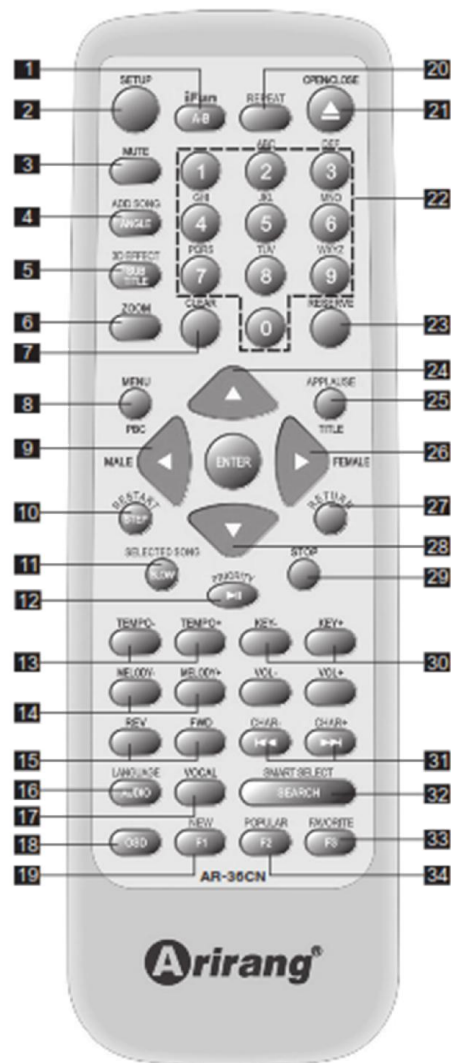 1
iFun
REPEAT
20
2
SETUP
A-B
OPEN/CLOSE
21
3
MUTE
ABC
DEF
1
2
3
22
4
ADD SONG
ANGLE
GHI
JKL
MNO
4
5
6
5
3D EFFECT
SUB TITLE
PQRS
TUV
WXYZ
7
8
9
6
ZOOM
CLEAR
0
RESERVE
23
7
24
8
MENU
PBC
APPLAUSE
TITLE
25
9
MALE
ENTER
FEMALE
26
10
RESTART
STEP
RETURN
27
28
11
SELECTED SONG
SLOW
STOP
29
12
PRIORITY
13
TEMPO-
TEMPO+
KEY-
KEY+
30
14
MELODY-
MELODY+
VOL-
VOL+
15
REV
FWD
CHAR-
CHAR+
31
16
LANGUAGE
AUDIO
VOCAL
SMART SELECT
SEARCH
32
17
18
OSD
NEW
F1
POPULAR
F2
FAVORITE
F3
33
19
34
AR-36CN
Arirang®